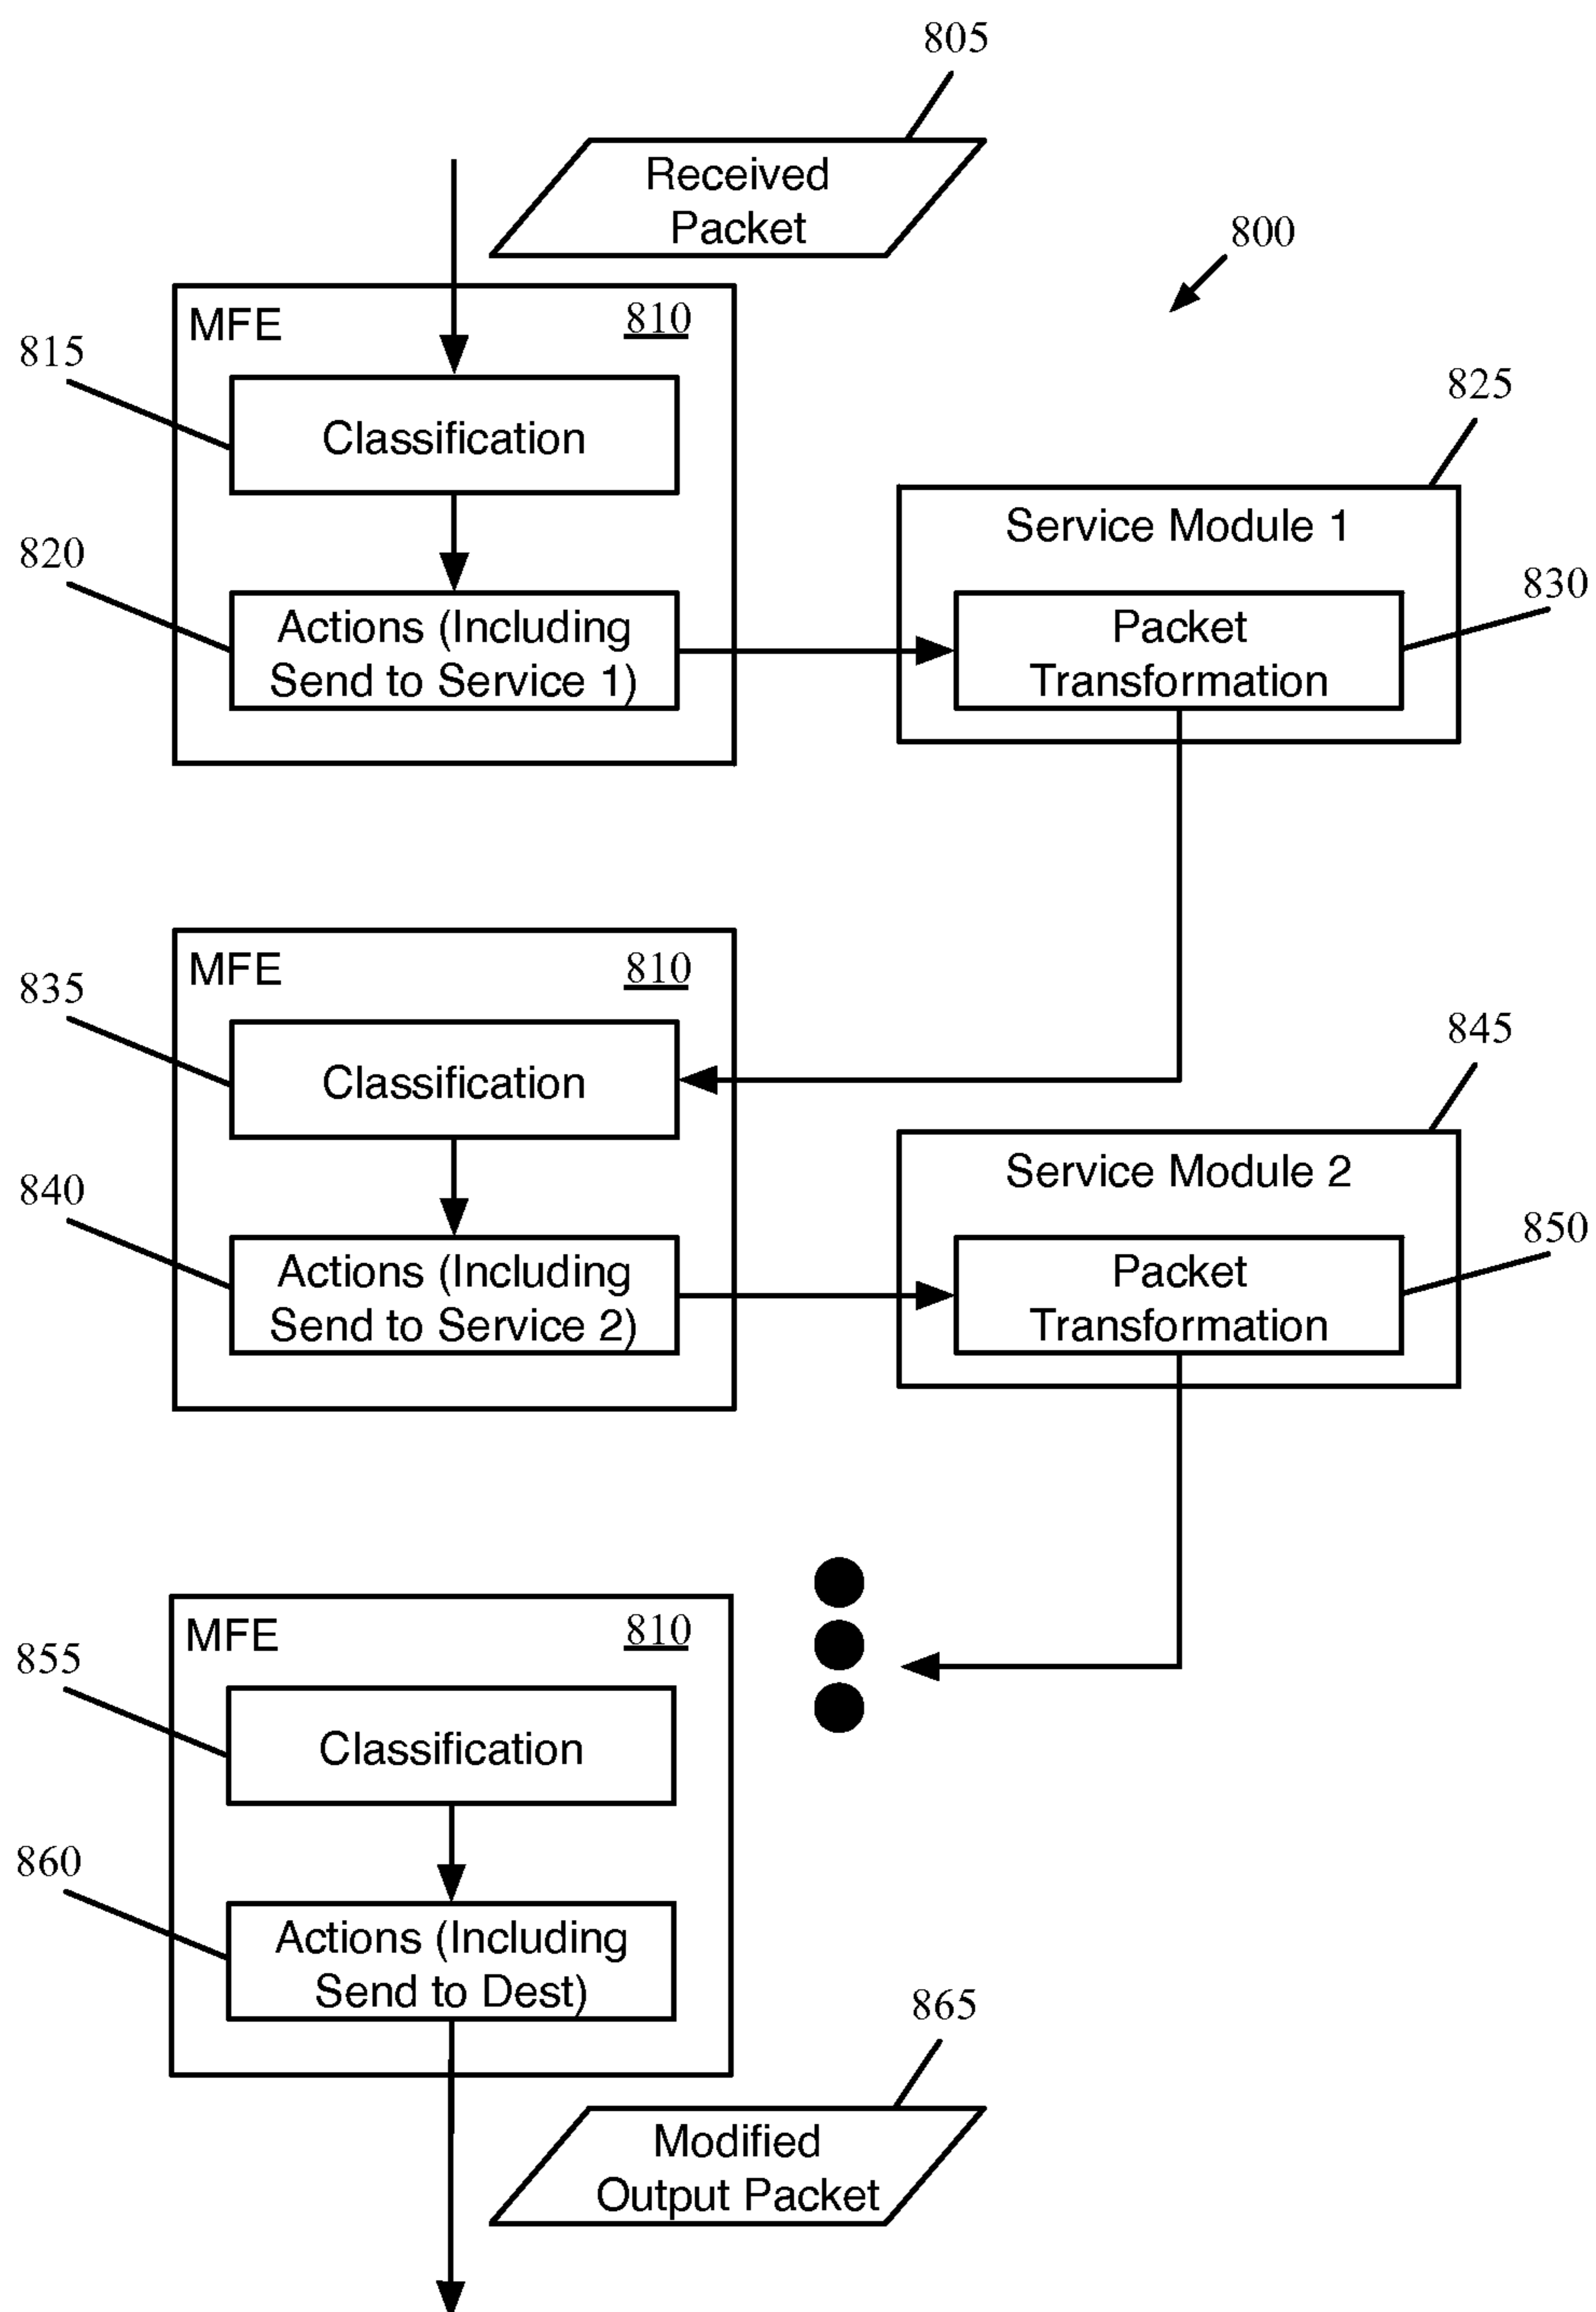 805
Received
Packet
800
MFE
810
815
Classification
825
Service Module 1
820
Actions (Including
Send to Service 1)
830
Packet
Transformation
MFE
810
835
Classification
845
Service Module 2
840
Actions (Including
Send to Service 2)
850
Packet
Transformation
MFE
810
855
Classification
860
Actions (Including
Send to Dest)
865
Modified
Output Packet